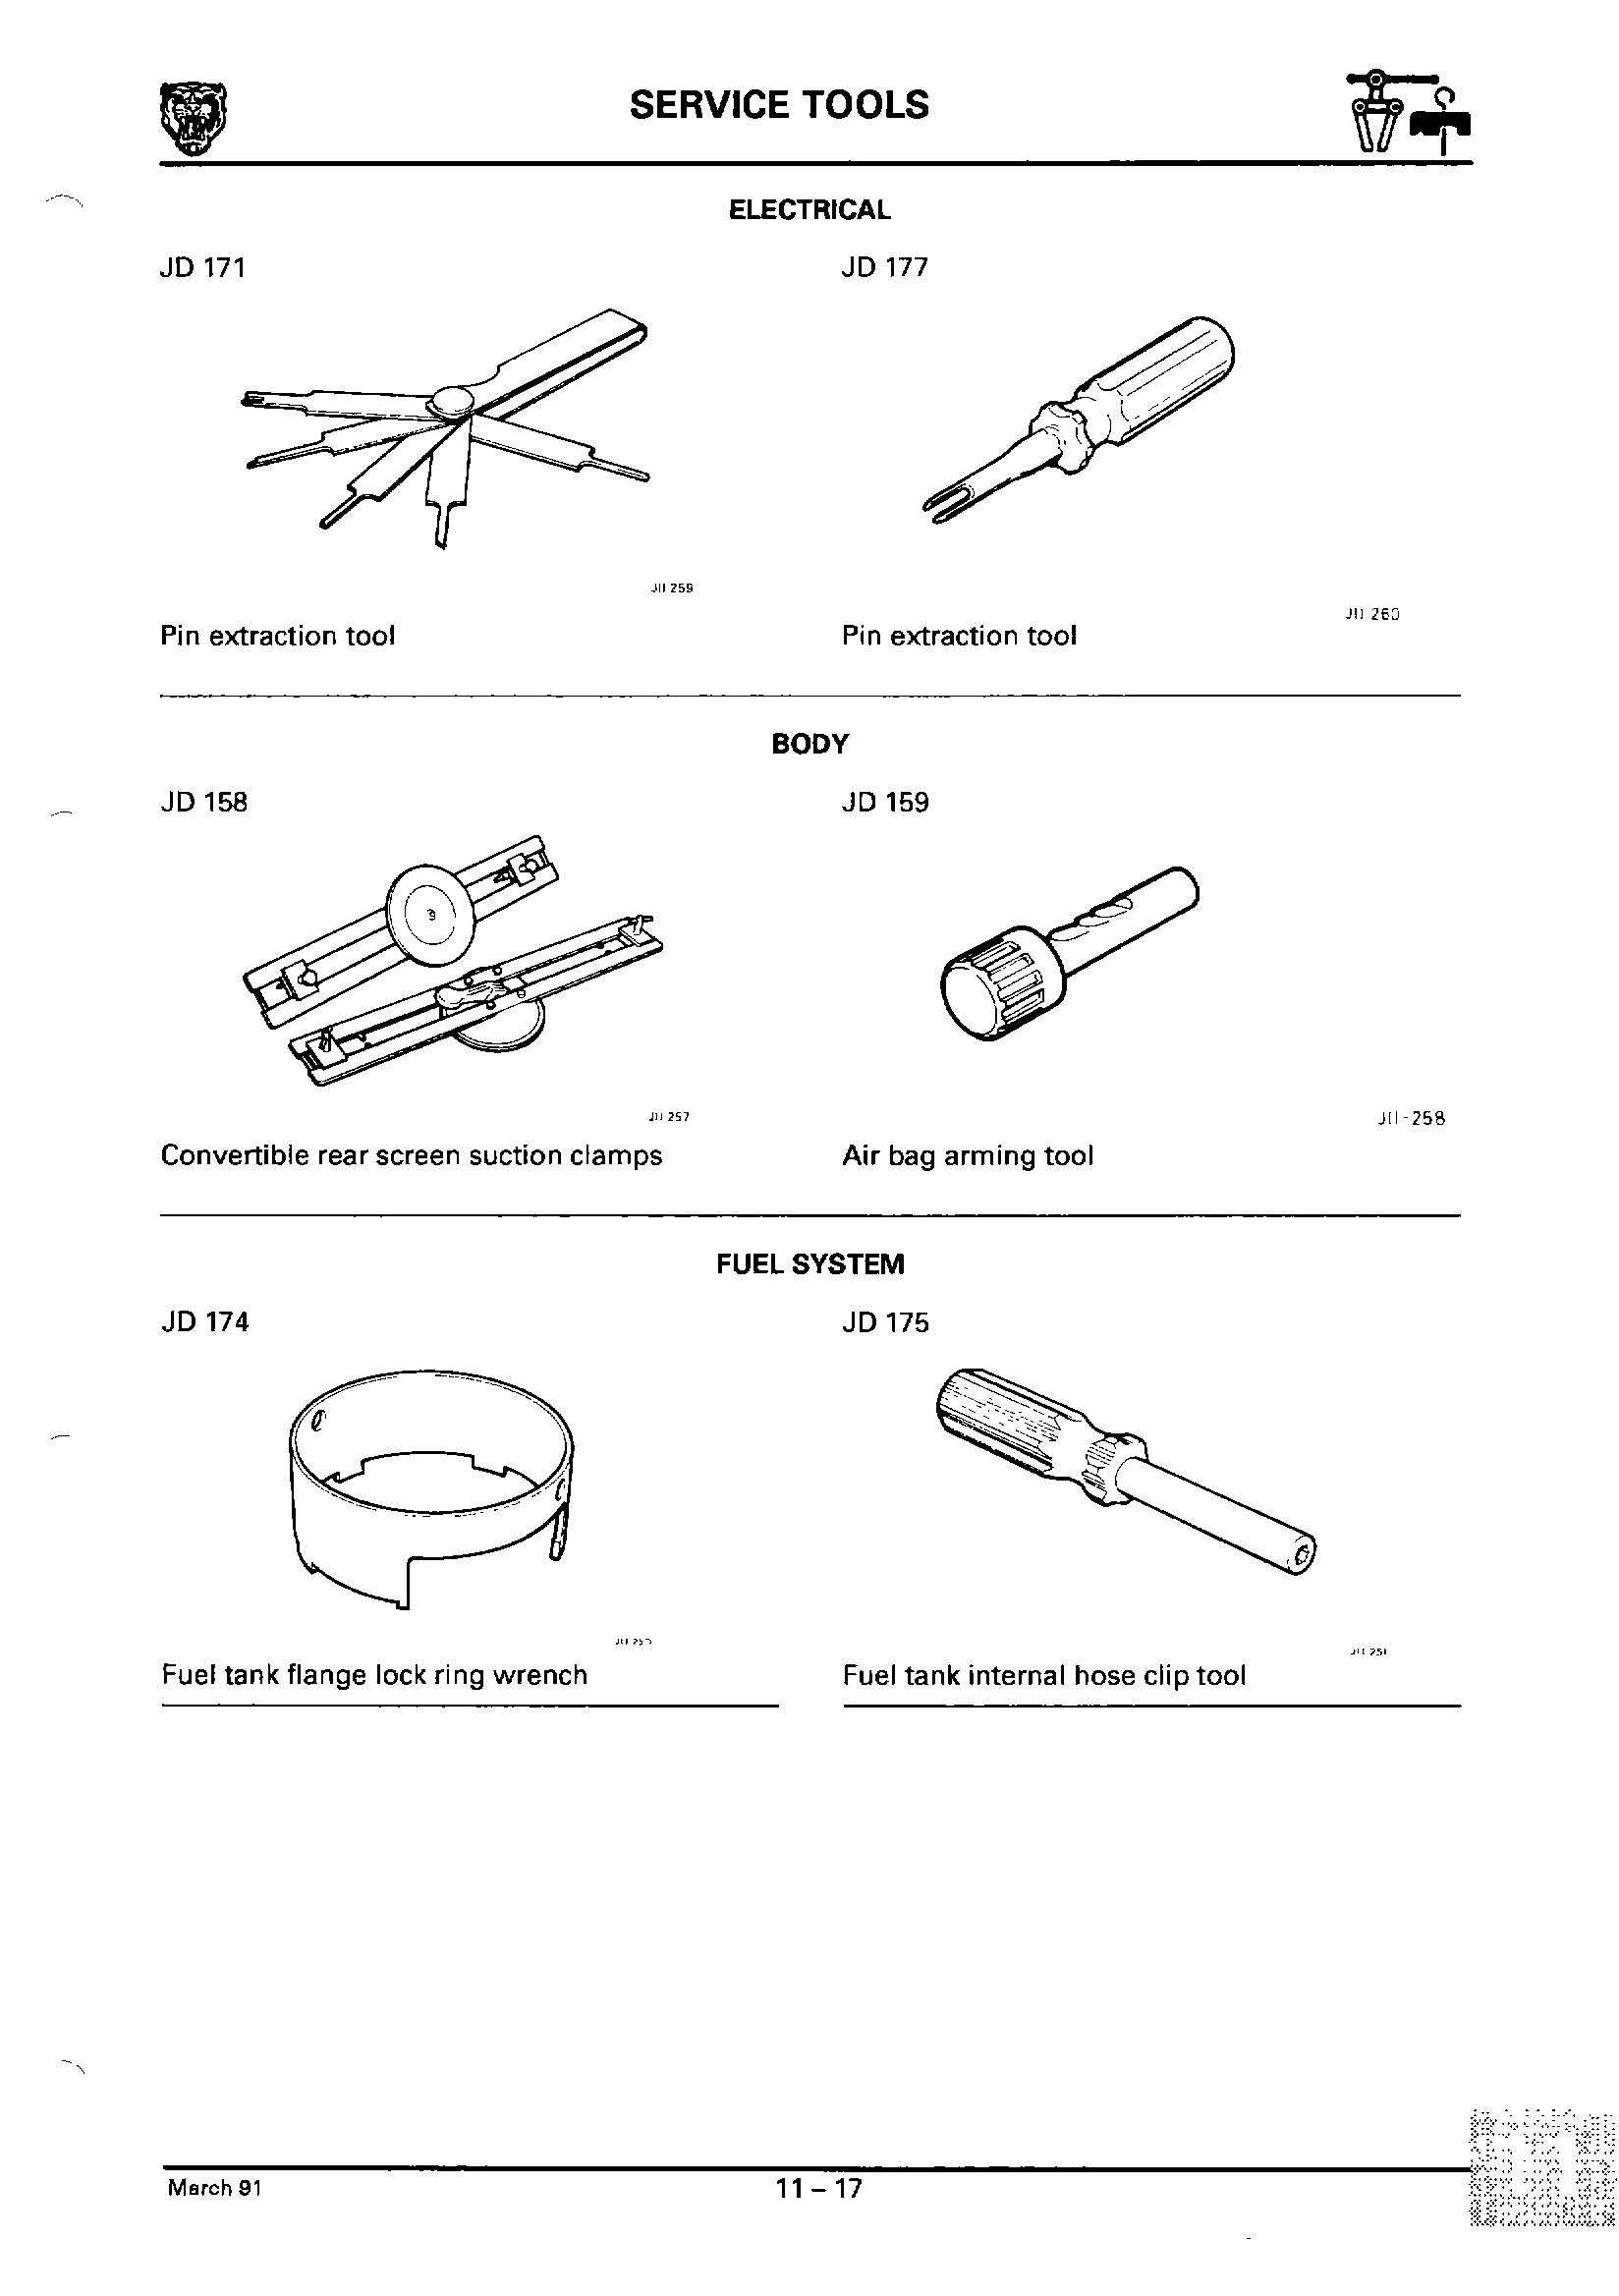 SERVICE TOOLS
ELECTRICAL
JD 171
JD 177
JII 259
JII 260
Pin extraction tool
Pin extraction tool
BODY
JD 158
JD 159
JII 257
JII-258
Convertible rear screen suction clamps
Air bag arming tool
FUEL SYSTEM
JD 174
JD 175
JII 251
Fuel tank flange lock ring wrench
Fuel tank internal hose clip tool
March 91
11 – 17